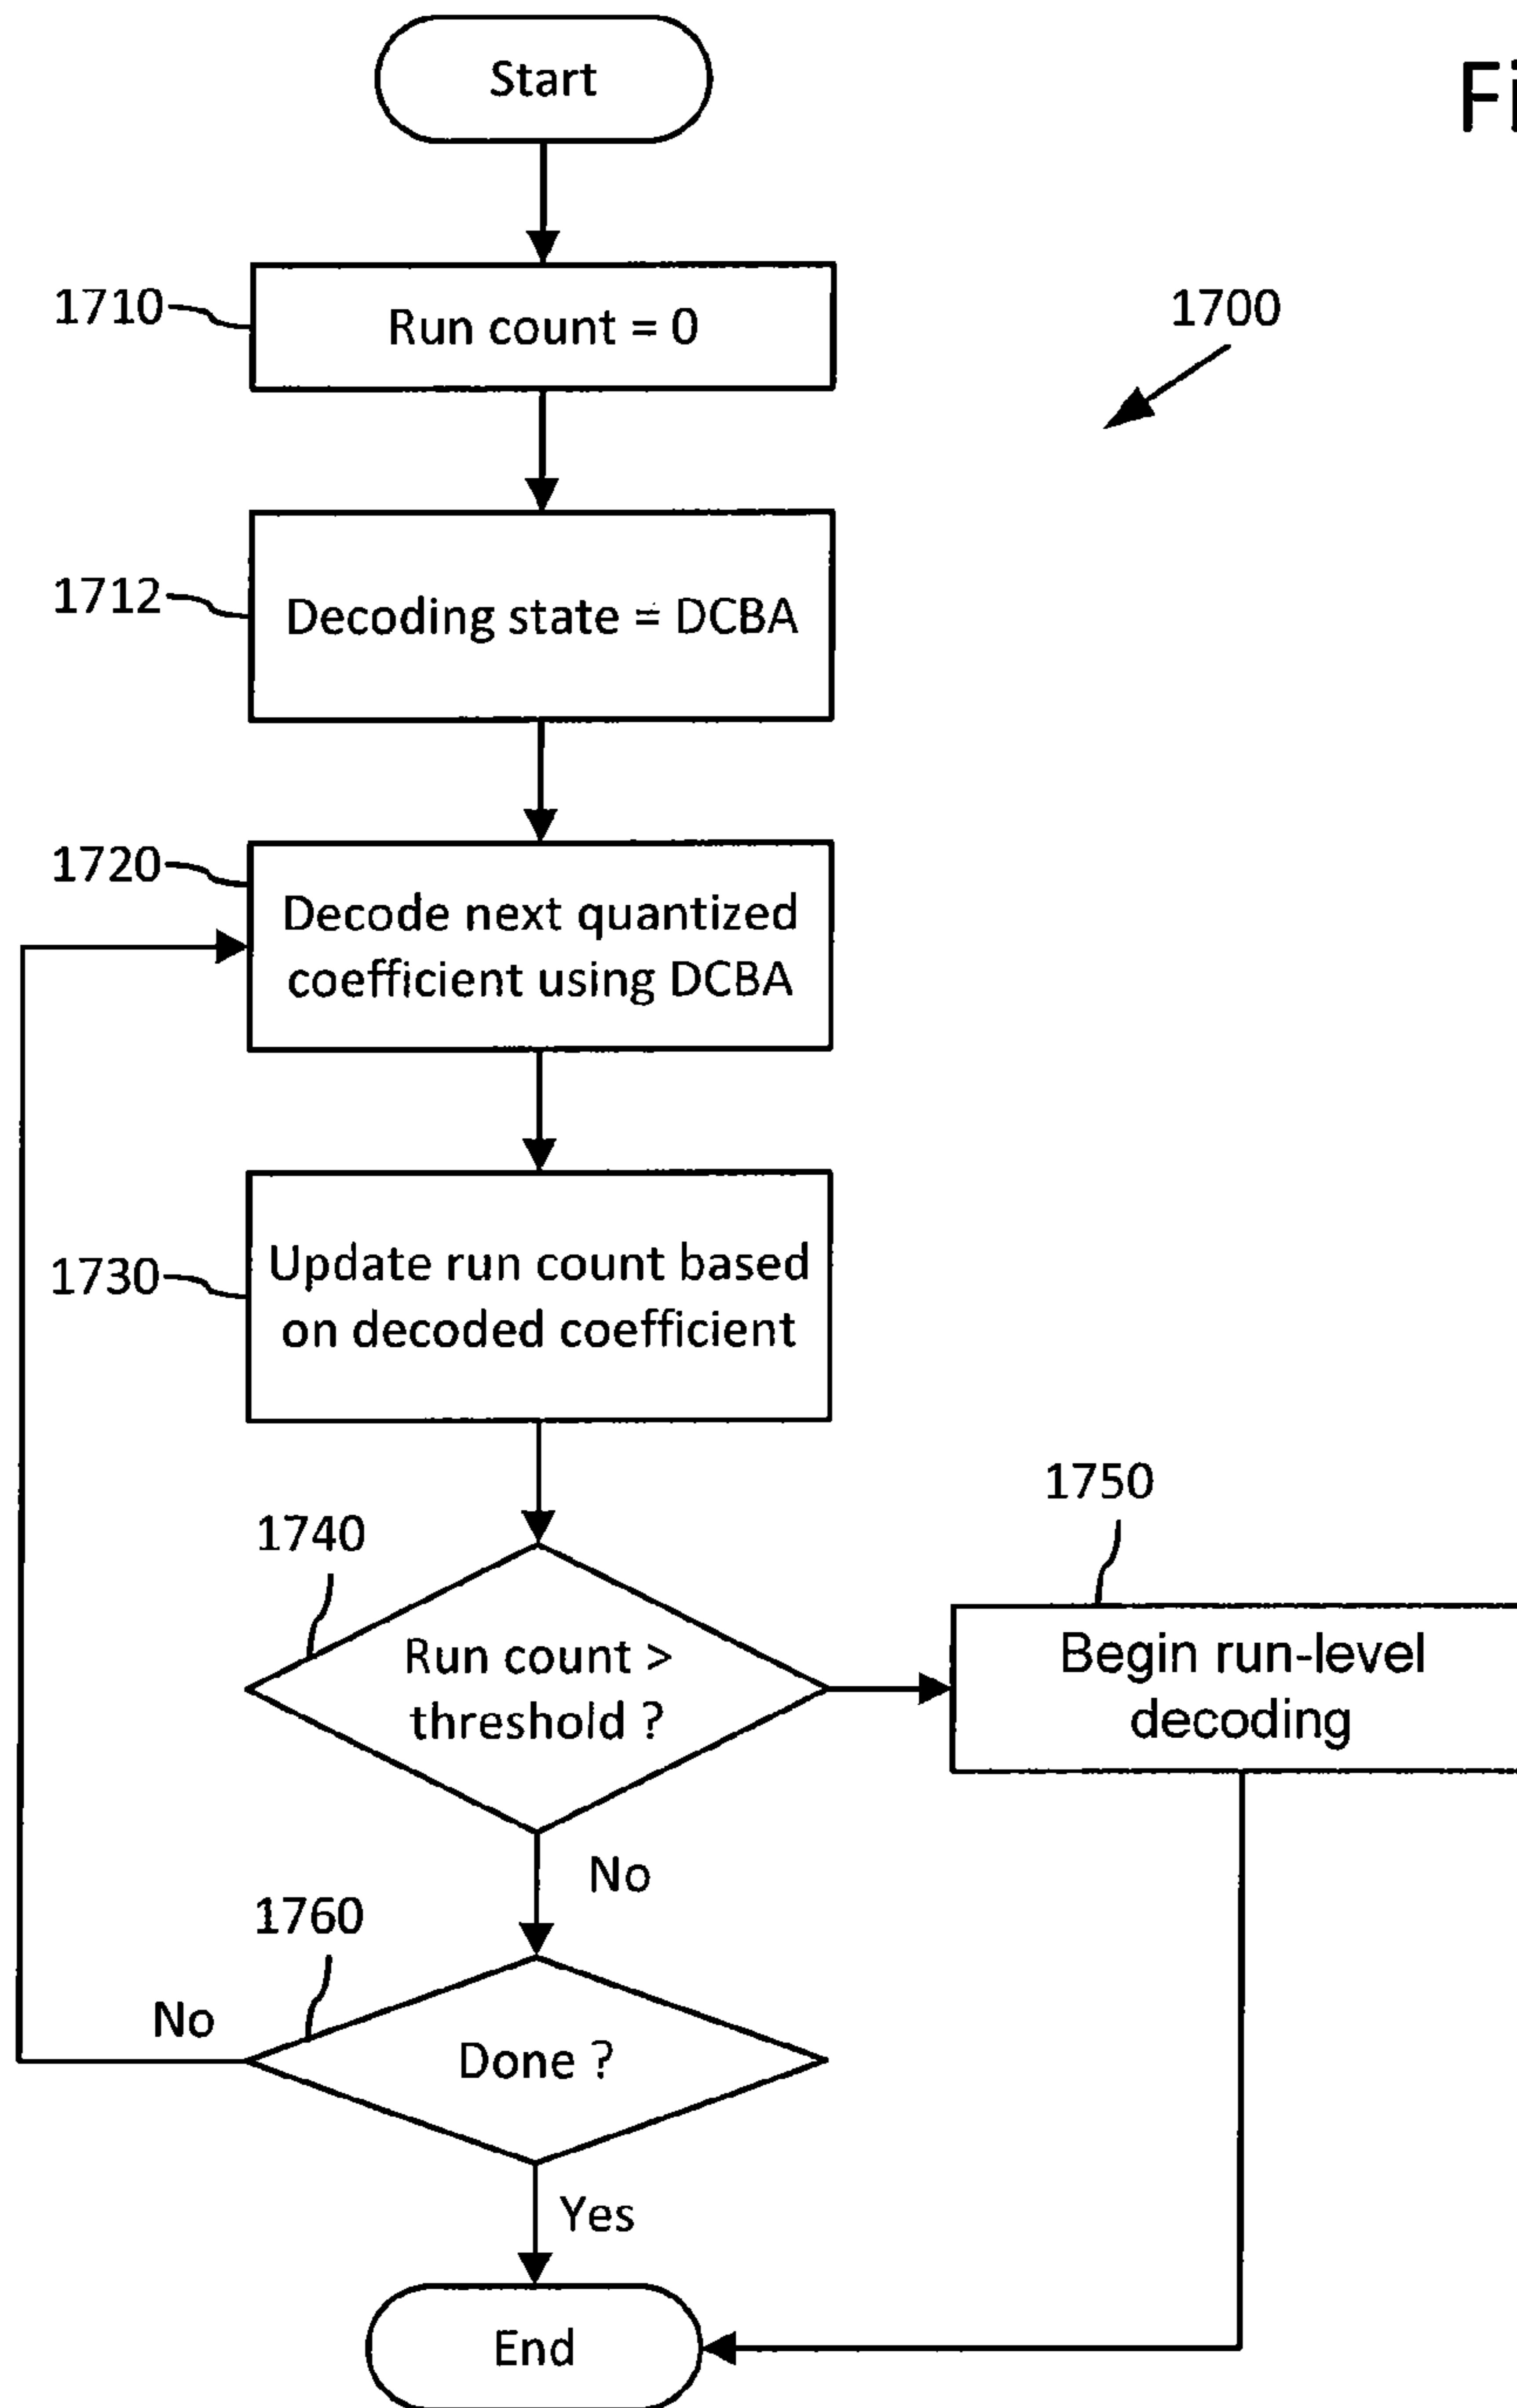 Start
Fi
1710
Run count = 0
1700
1712
Decoding state = DCBA
1720
Decode next quantized
coefficient using DCBA
1730
Update run count based
on decoded coefficient
1740
Run count >
threshold ?
1750
Begin run-level
decoding
No
1760
Done ?
No
Yes
End